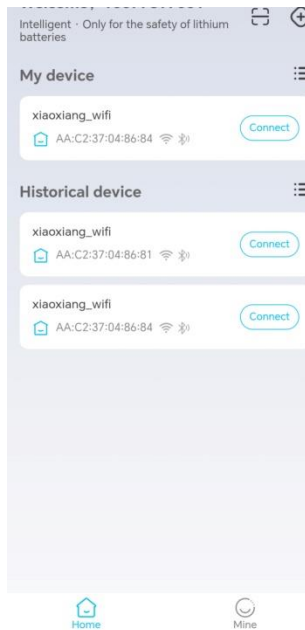 Intelligent · Only for the safety of lithium
batteries
My device
xiaoxiang_wifi
AA:C2:37:04:86:84
Connect
Historical device
xiaoxiang_wifi
AA:C2:37:04:86:81
Connect
xiaoxiang_wifi
AA:C2:37:04:86:84
Connect
Home
Mine